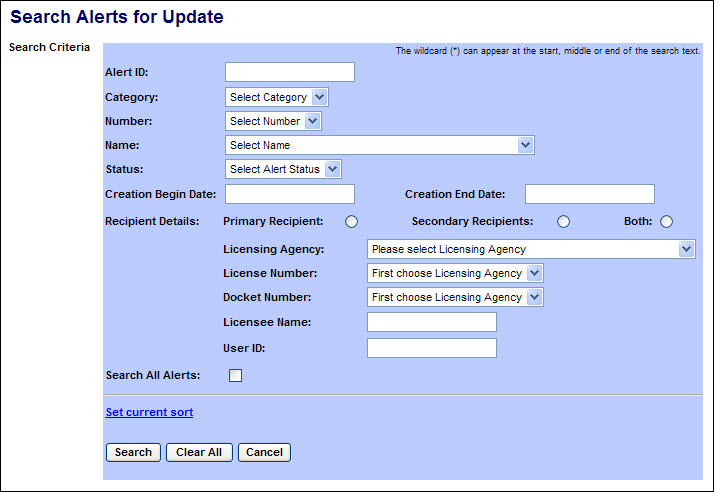 Search Alerts for Update
Search Criteria
The wildcard (*) can appear at the start, middle or end of the search text.
Alert ID:
Category: Select Category
Number: Select Number
Name: Select Name
Status: Select Alert Status
Creation Begin Date: Creation End Date:
Recipient Details: Primary Recipient: Secondary Recipients: Both:
Licensing Agency: Please select Licensing Agency
License Number: First choose Licensing Agency
Docket Number: First choose Licensing Agency
Licensee Name:
User ID:
Search All Alerts:
Set current sort
Search Clear All Cancel